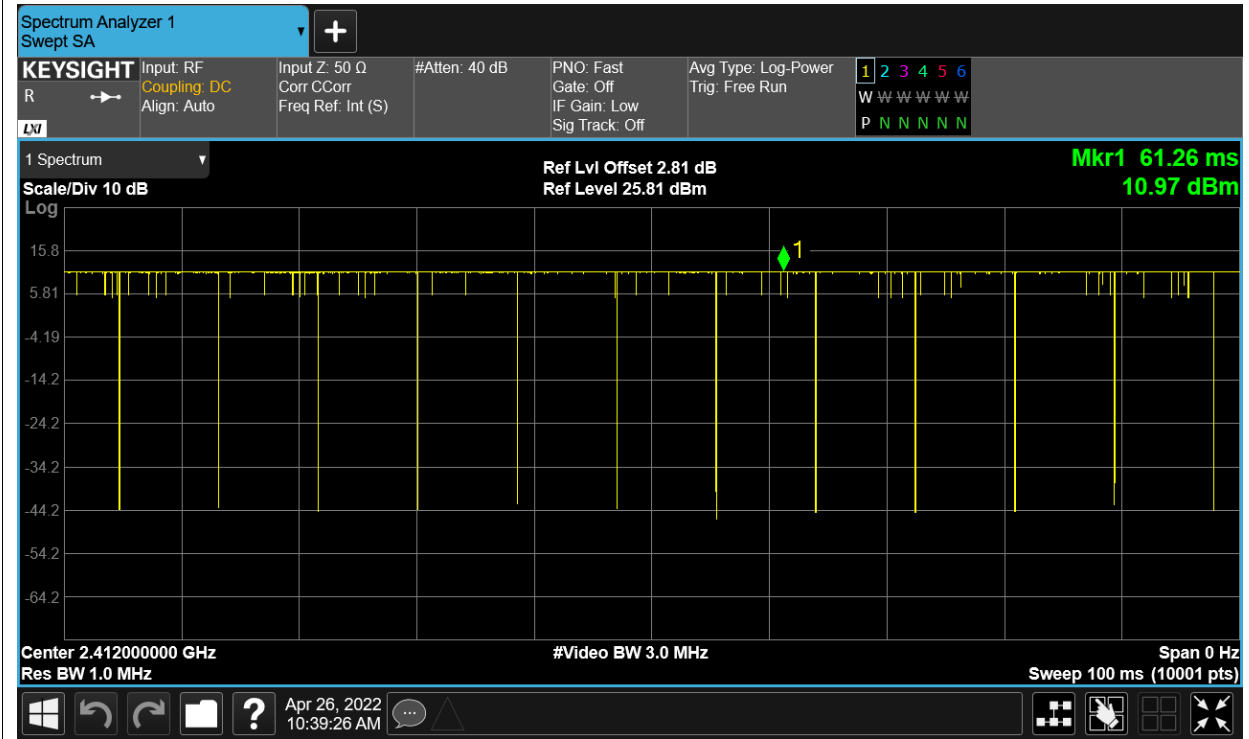 Spectrum Analyzer 1
Swept SA
KEYSIGHT
R
LXI
Input: RF
Coupling: DC
Align: Auto
Input Z: 50 Ω
Corr CCorr
Freq Ref: Int (S)
#Atten: 40 dB
PNO: Fast
Gate: Off
IF Gain: Low
Sig Track: Off
Avg Type: Log-Power
Trig: Free Run
1 2 3 4 5 6
W W W W W W
P N N N N N
1 Spectrum
Scale/Div 10 dB
Log
Ref Lvl Offset 2.81 dB
Ref Level 25.81 dBm
Mkr1 61.26 ms
10.97 dBm
1
15.8
5.81
-4.19
-14.2
-24.2
-34.2
-44.2
-54.2
-64.2
Center 2.412000000 GHz
Res BW 1.0 MHz
#Video BW 3.0 MHz
Span 0 Hz
Sweep 100 ms (10001 pts)
?
Apr 26, 2022
10:39:26 AM